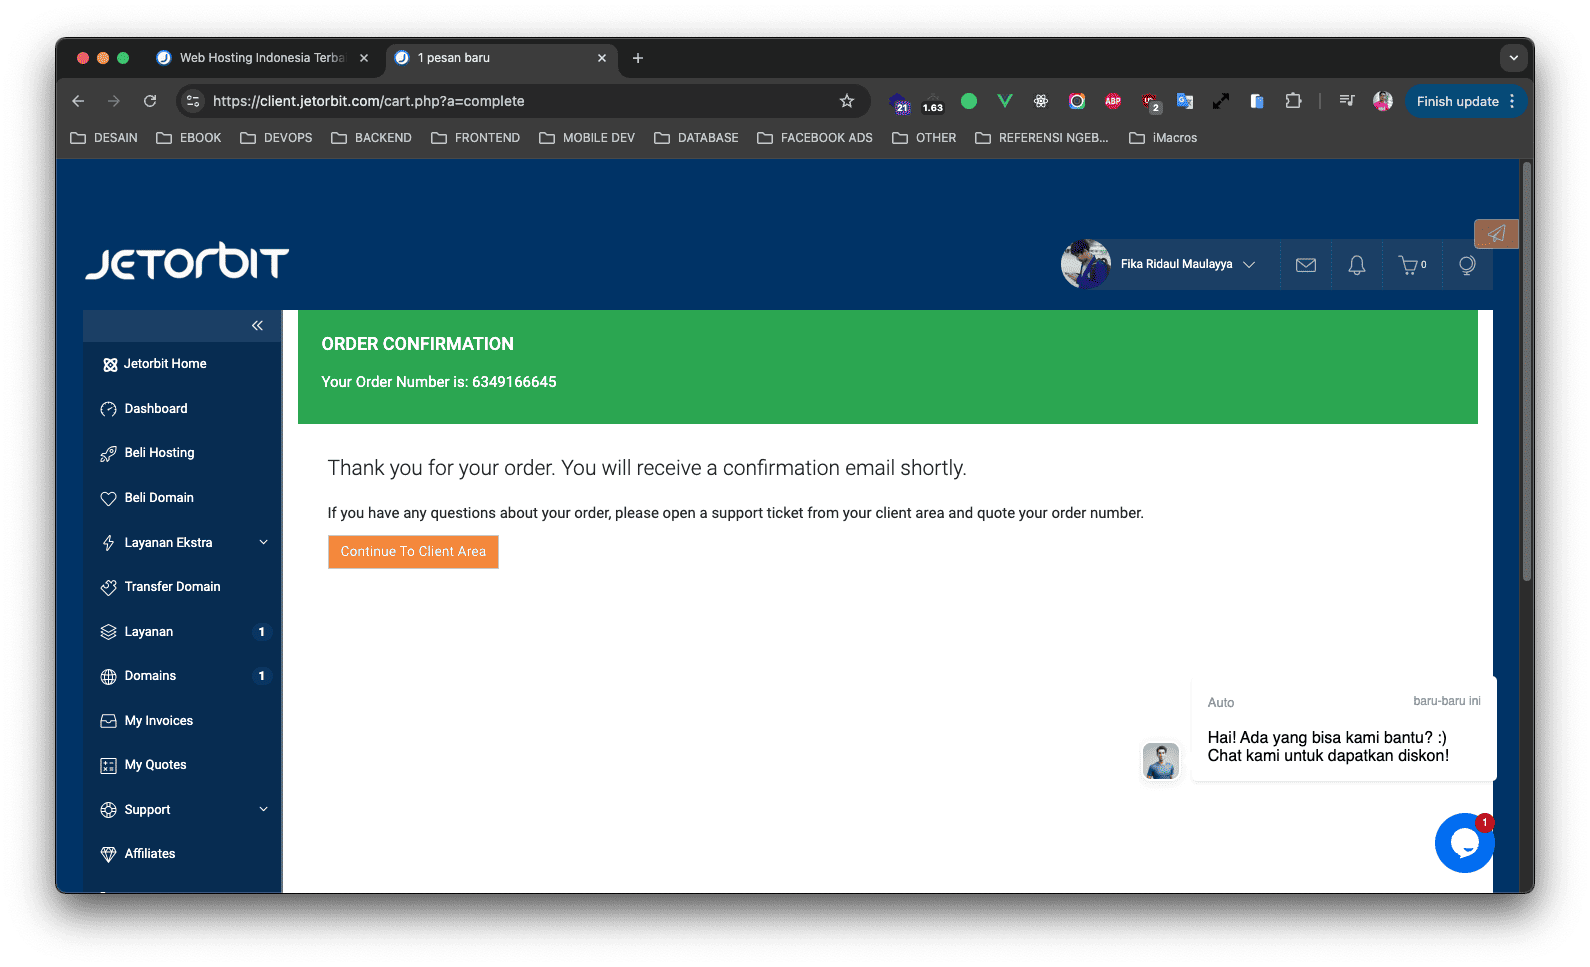 Web Hosting Indonesia Terba
1 pesan baru
https://client.jetorbit.com/cart.php?a=complete
21
1.63
ABP
2
Finish update
DESAIN
EBOOK
DEVOPS
BACKEND
FRONTEND
MOBILE DEV
DATABASE
FACEBOOK ADS
OTHER
REFERENSI NGEB...
iMacros
JETORBIT
Fika Ridaul Maulayya
0
Jetorbit Home
Dashboard
Beli Hosting
Beli Domain
Layanan Ekstra
Transfer Domain
Layanan 1
Domains 1
My Invoices
My Quotes
Support
Affiliates
ORDER CONFIRMATION
Your Order Number is: 6349166645
Thank you for your order. You will receive a confirmation email shortly.
If you have any questions about your order, please open a support ticket from your client area and quote your order number.
Continue To Client Area
Auto
baru-baru ini
Hai! Ada yang bisa kami bantu? :)
Chat kami untuk dapatkan diskon!
1